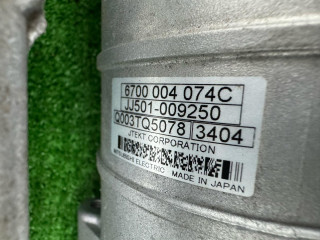 6700 004 074C
JJ501-009250
Q003TQ5078 3404
JTEKT CORPORATION
MITSUBISHI ELECTRIC MADE IN JAPAN